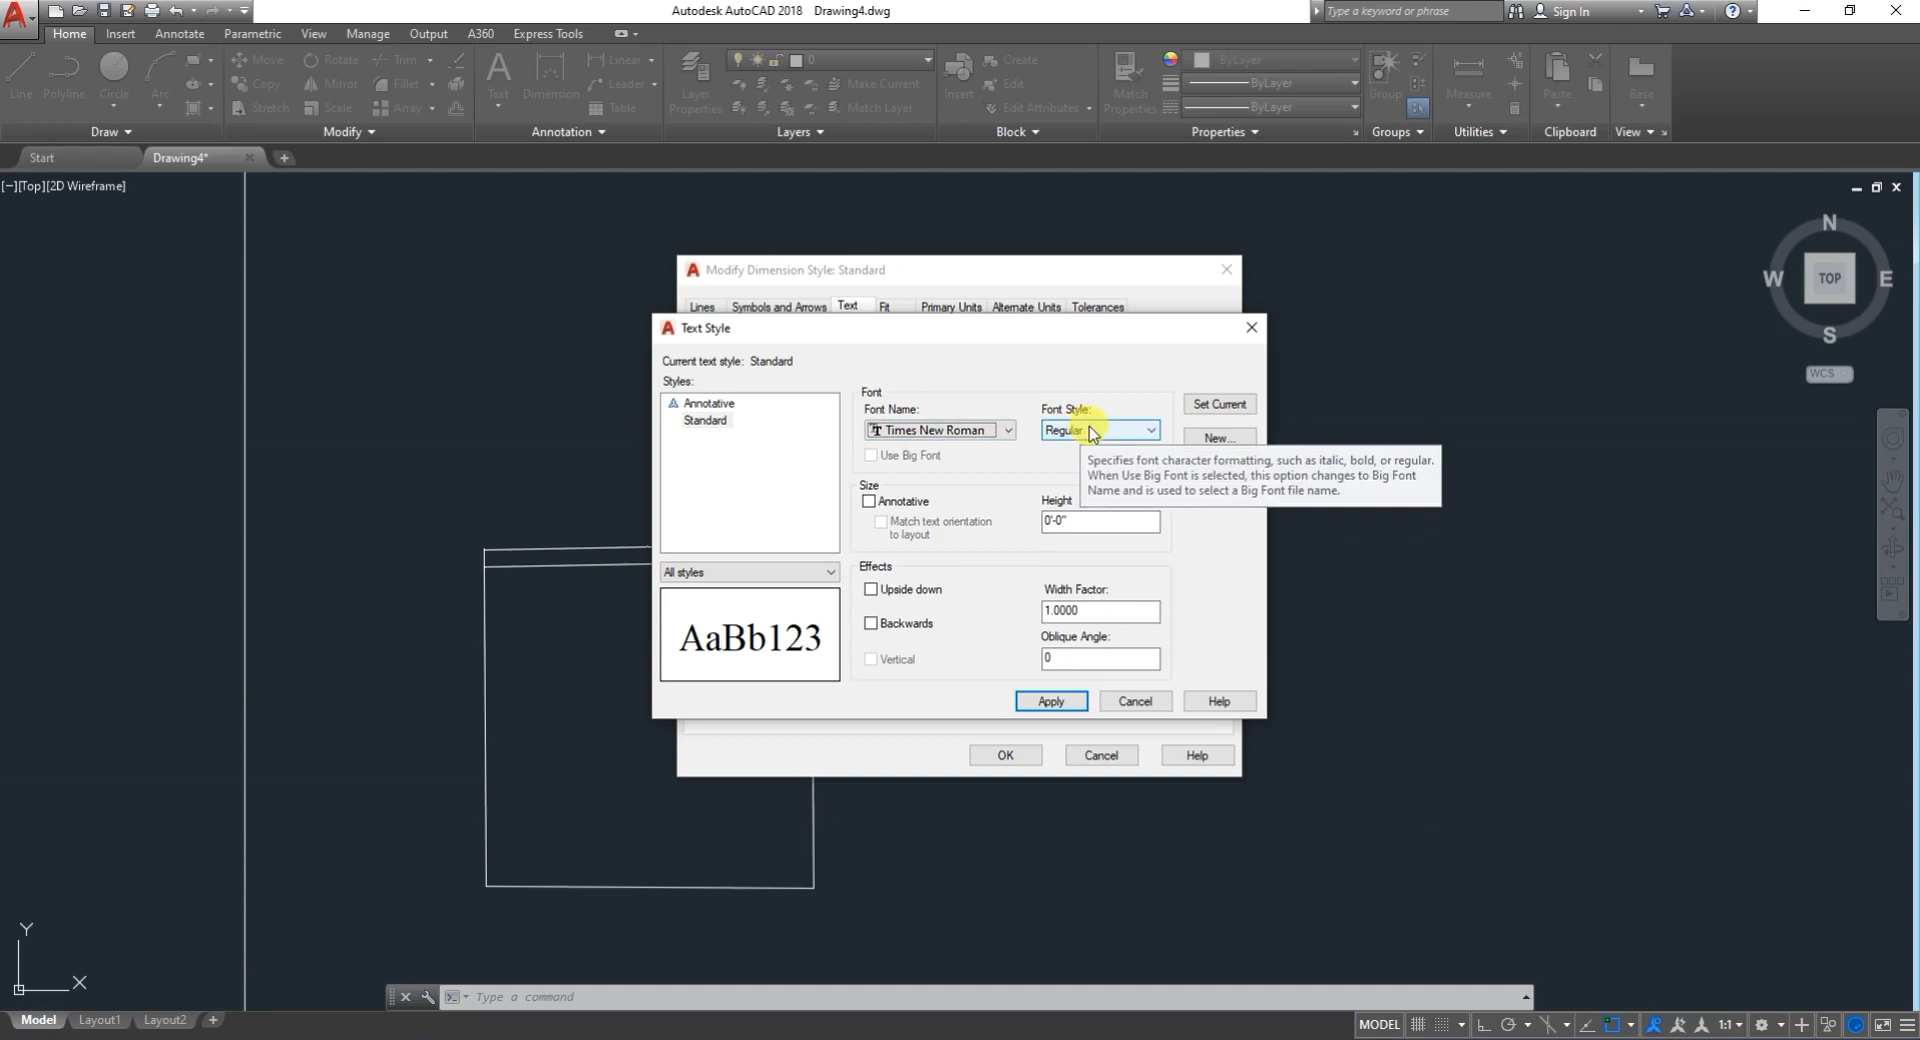 Autodesk AutoCAD 2018 Drawing4.dwg
Type a keyword or phrase
Sign In
Home Insert Annotate Parametric View Manage Output A360 Express Tools
Line Polyline Circle Arc
Move Rotate Trim
Copy Mirror Fillet
Stretch Scale Array
Text Dimension
Linear
Leader
Table
Layer
Properties
0
Make Current
Match Layer
Insert
Create
Edit
Edit Attributes
Match
Properties
ByLayer
ByLayer
ByLayer
Group
Measure
Paste
Base
Draw Modify Annotation Layers Block Properties Groups Utilities Clipboard View
Start Drawing4*
[−][Top][2D Wireframe]
N
W TOP E
S
WCS
Modify Dimension Style: Standard
Lines Symbols and Arrows Text Fit Primary Units Alternate Units Tolerances
Text Style
Current text style: Standard
Styles:
Annotative
Standard
All styles
AaBb123
Font
Font Name:
Times New Roman
Use Big Font
Font Style:
Regular
Set Current
New...
Specifies font character formatting, such as italic, bold, or regular.
When Use Big Font is selected, this option changes to Big Font
Name and is used to select a Big Font file name.
Size
Annotative
Match text orientation
to layout
Height
0'-0"
Effects
Upside down
Backwards
Vertical
Width Factor:
1.0000
Oblique Angle:
0
Apply Cancel Help
OK Cancel Help
Y
X
Type a command
Model Layout1 Layout2
MODEL 1:1